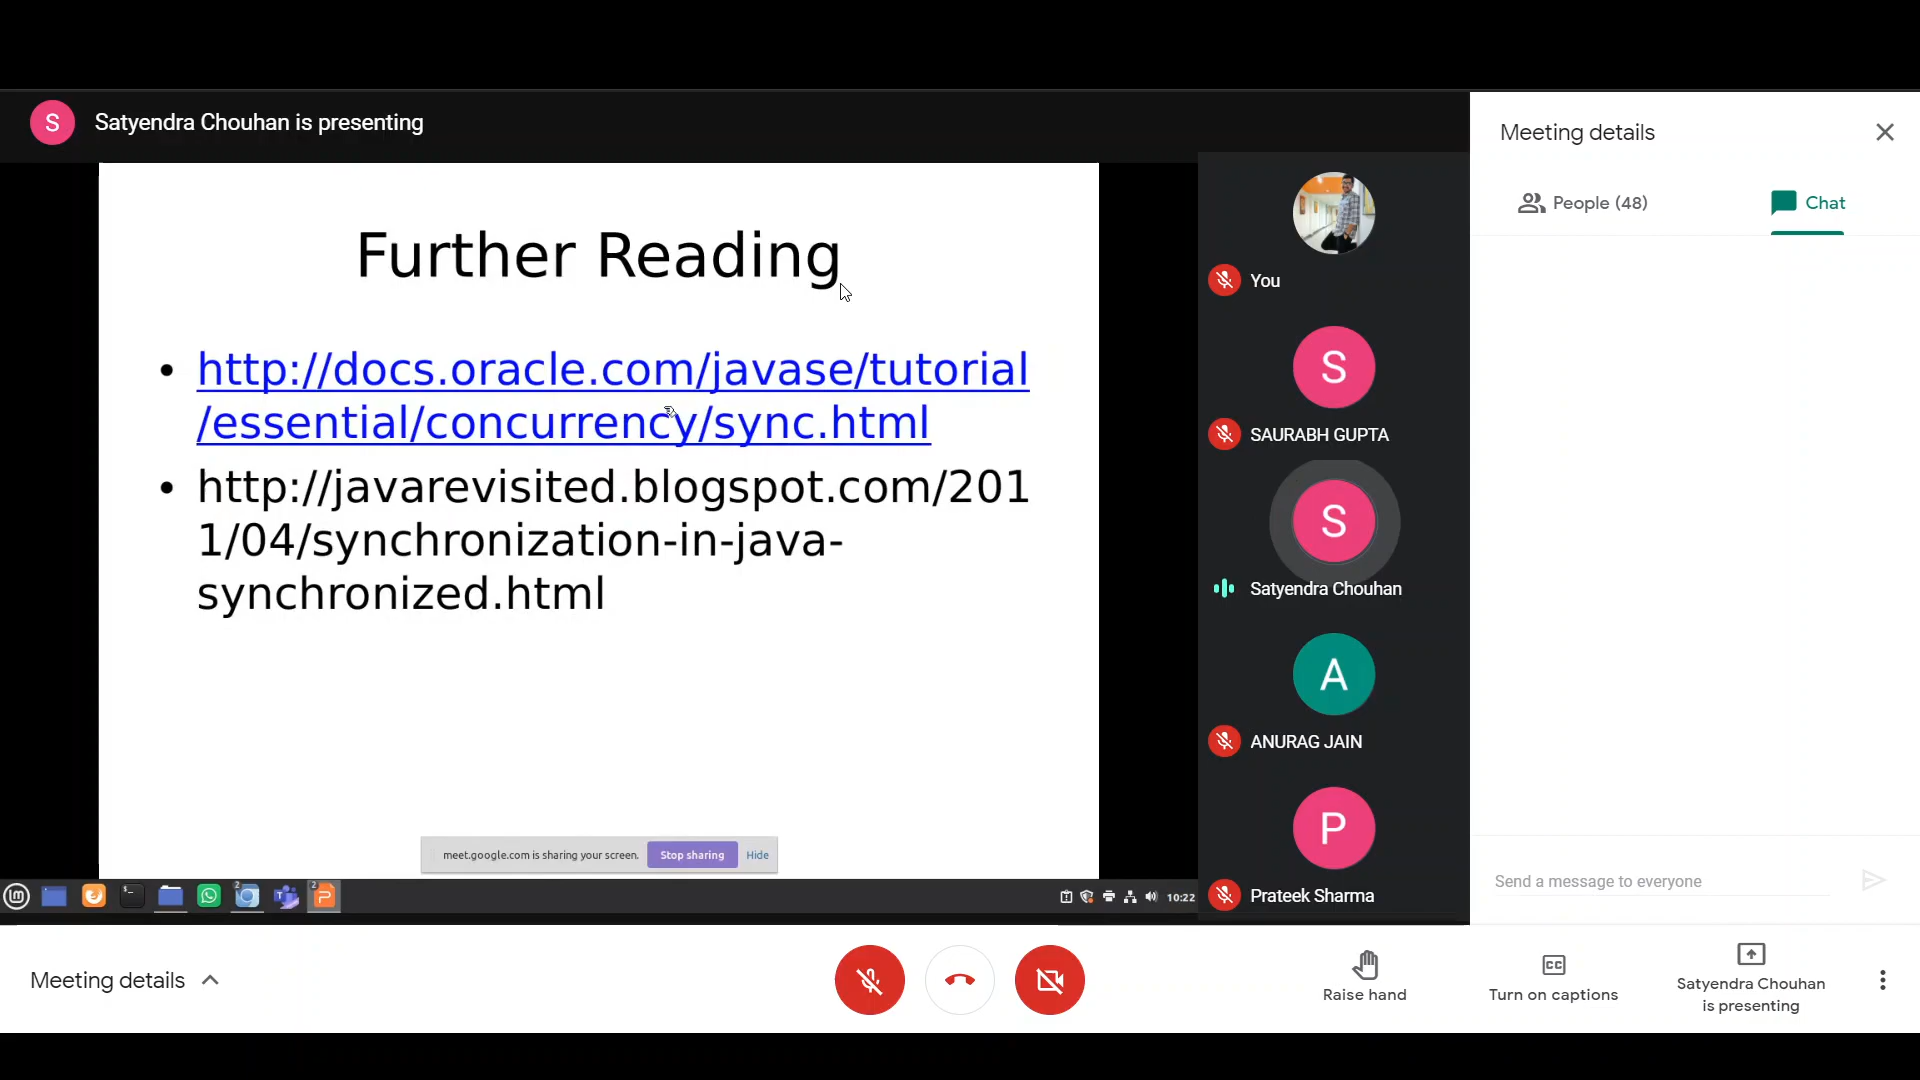 S Satyendra Chouhan is presenting
Further Reading
• http://docs.oracle.com/javase/tutorial
/essential/concurrency/sync.html
• http://javarevisited.blogspot.com/201
1/04/synchronization-in-java-
synchronized.html
meet.google.com is sharing your screen. Stop sharing Hide
10:22
You
S
SAURABH GUPTA
S
Satyendra Chouhan
A
ANURAG JAIN
P
Prateek Sharma
Meeting details
People (48) Chat
Send a message to everyone
Meeting details
Raise hand
CC
Turn on captions
Satyendra Chouhan
is presenting